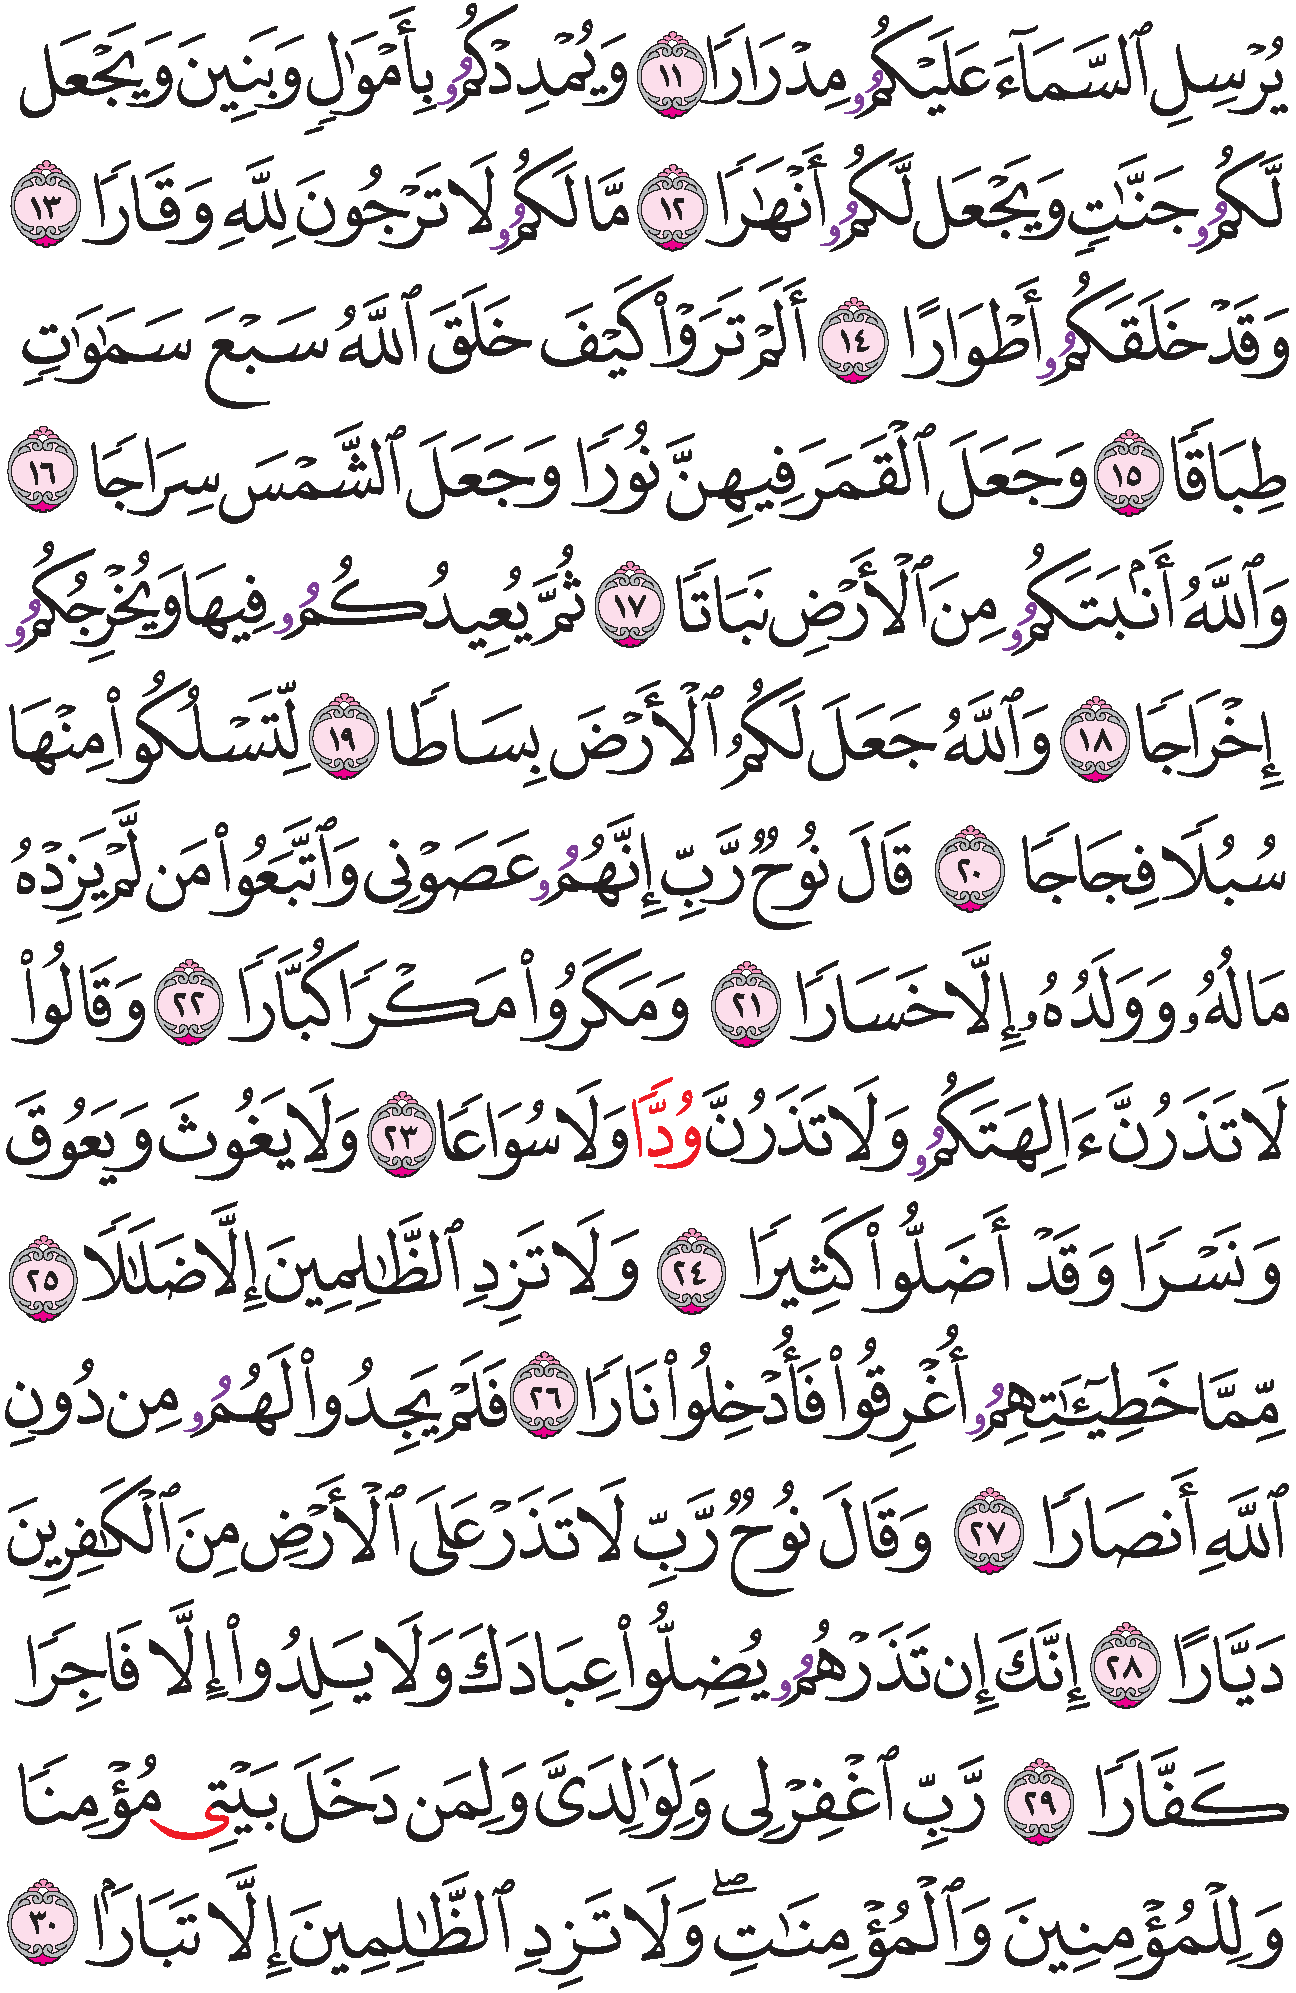 يُرۡسِلِ ٱلسَّمَآءَ عَلَيۡكُمُۥ مِدۡرَارٗا ١١ وَيُمۡدِدۡكُمُۥ بِأَمۡوَٰلٖ وَبَنِينَ وَيَجۡعَل
لَّكُمُۥ جَنَّٰتٖ وَيَجۡعَل لَّكُمُۥ أَنۡهَٰرٗا ١٢ مَّا لَكُمُۥ لَا تَرۡجُونَ لِلَّهِ وَقَارٗا ١٣
وَقَدۡ خَلَقَكُمُۥ أَطۡوَارًا ١٤ أَلَمۡ تَرَوۡاْ كَيۡفَ خَلَقَ ٱللَّهُ سَبۡعَ سَمَٰوَٰتٖ
طِبَاقٗا ١٥ وَجَعَلَ ٱلۡقَمَرَ فِيهِنَّ نُورٗا وَجَعَلَ ٱلشَّمۡسَ سِرَاجٗا ١٦
وَٱللَّهُ أَنۢبَتَكُمُۥ مِنَ ٱلۡأَرۡضِ نَبَاتٗا ١٧ ثُمَّ يُعِيدُكُمُۥ فِيهَا وَيُخۡرِجُكُمُۥ
إِخۡرَاجٗا ١٨ وَٱللَّهُ جَعَلَ لَكُمُ ٱلۡأَرۡضَ بِسَاطٗا ١٩ لِّتَسۡلُكُواْ مِنۡهَا
سُبُلٗا فِجَاجٗا ٢٠ قَالَ نُوحٞ رَّبِّ إِنَّهُمُۥ عَصَوۡنِي وَٱتَّبَعُواْ مَن لَّمۡ يَزِدۡهُ
مَالُهُۥ وَوَلَدُهُۥ إِلَّا خَسَارٗا ٢١ وَمَكَرُواْ مَكۡرٗا كُبَّارٗا ٢٢ وَقَالُواْ
لَا تَذَرُنَّ ءَالِهَتَكُمُۥ وَلَا تَذَرُنَّ وُدّٗا وَلَا سُوَاعٗا ٢٣ وَلَا يَغُوثَ وَيَعُوقَ
وَنَسۡرٗا وَقَدۡ أَضَلُّواْ كَثِيرٗا ٢٤ وَلَا تَزِدِ ٱلظَّٰلِمِينَ إِلَّا ضَلَٰلٗا ٢٥
مِّمَّا خَطِيٓـَٰٔتِهِمُۥ أُغۡرِقُواْ فَأُدۡخِلُواْ نَارٗا ٢٦ فَلَمۡ يَجِدُواْ لَهُمُۥ مِن دُونِ
ٱللَّهِ أَنصَارٗا ٢٧ وَقَالَ نُوحٞ رَّبِّ لَا تَذَرۡ عَلَى ٱلۡأَرۡضِ مِنَ ٱلۡكَٰفِرِينَ
دَيَّارًا ٢٨ إِنَّكَ إِن تَذَرۡهُمُۥ يُضِلُّواْ عِبَادَكَ وَلَا يَلِدُواْ إِلَّا فَاجِرٗا
كَفَّارٗا ٢٩ رَّبِّ ٱغۡفِرۡ لِي وَلِوَٰلِدَيَّ وَلِمَن دَخَلَ بَيۡتِي مُؤۡمِنٗا
وَلِلۡمُؤۡمِنِينَ وَٱلۡمُؤۡمِنَٰتِۖ وَلَا تَزِدِ ٱلظَّٰلِمِينَ إِلَّا تَبَارَۢا ٣٠